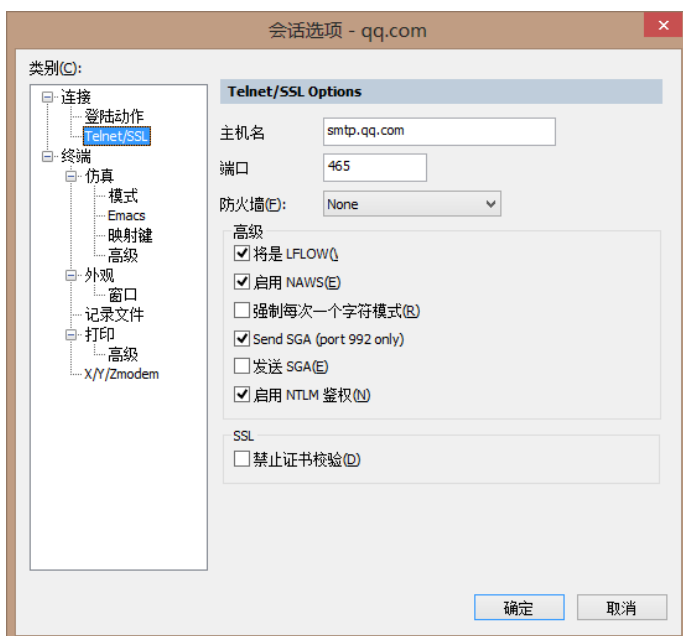 会话选项 - qq.com
类别(C):
连接
登陆动作
Telnet/SSL
终端
仿真
模式
Emacs
映射键
高级
外观
窗口
记录文件
打印
高级
X/Y/Zmodem
Telnet/SSL Options
主机名 smtp.qq.com
端口 465
防火墙(F): None
高级
将是 LFLOW(\
启用 NAWS(E)
强制每次一个字符模式(R)
Send SGA (port 992 only)
发送 SGA(E)
启用 NTLM 鉴权(N)
SSL
禁止证书校验(D)
确定 取消